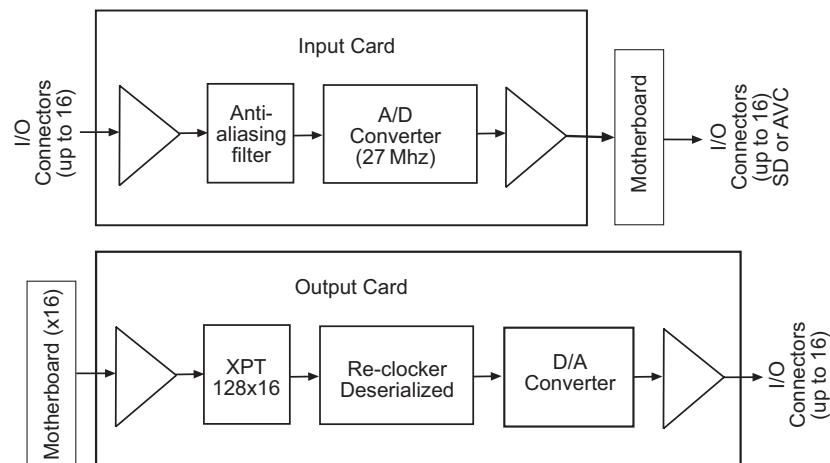 Input Card
I/O
Connectors
(up to 16)
Anti-
aliasing
filter
A/D
Converter
(27 Mhz)
Motherboard
I/O
Connectors
(up to 16)
SD or AVC
Output Card
Motherboard (x16)
XPT
128x16
Re-clocker
Deserialized
D/A
Converter
I/O
Connectors
(up to 16)